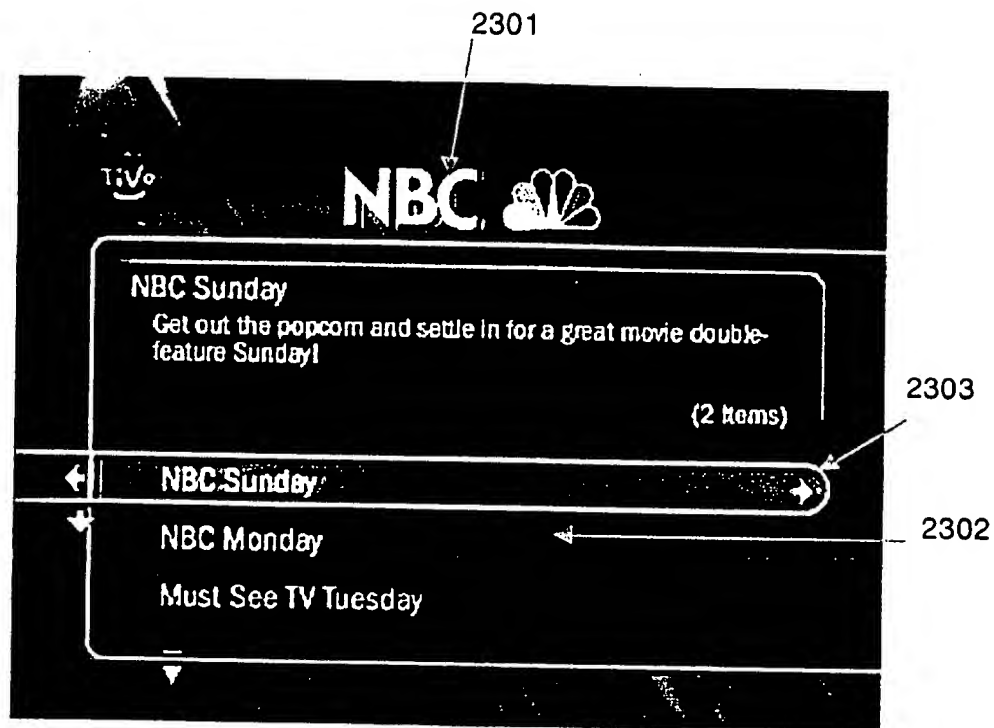 2301
TiVo
NBC
NBC Sunday
Get out the popcorn and settle in for a great movie double-
feature Sunday!
(2 Items)
2303
NBC Sunday
NBC Monday
2302
Must See TV Tuesday